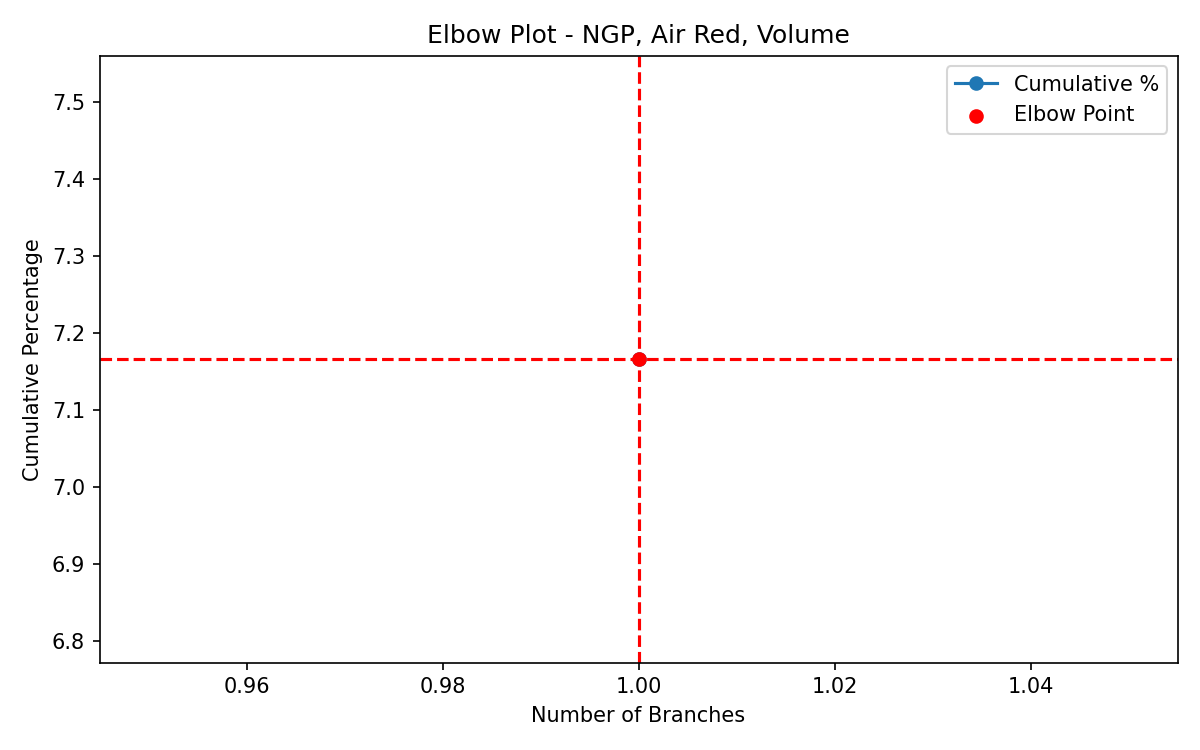 Elbow Plot - NGP, Air Red, Volume
Cumulative %
Elbow Point
Cumulative Percentage
7.5
7.4
7.3
7.2
7.1
7.0
6.9
6.8
0.96
0.98
1.00
1.02
1.04
Number of Branches